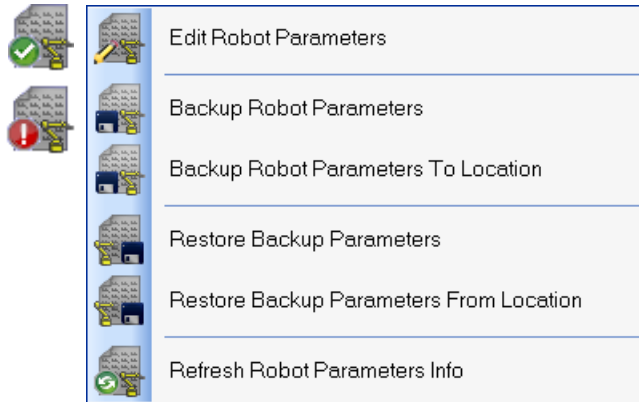 Edit Robot Parameters
Backup Robot Parameters
Backup Robot Parameters To Location
Restore Backup Parameters
Restore Backup Parameters From Location
Refresh Robot Parameters Info